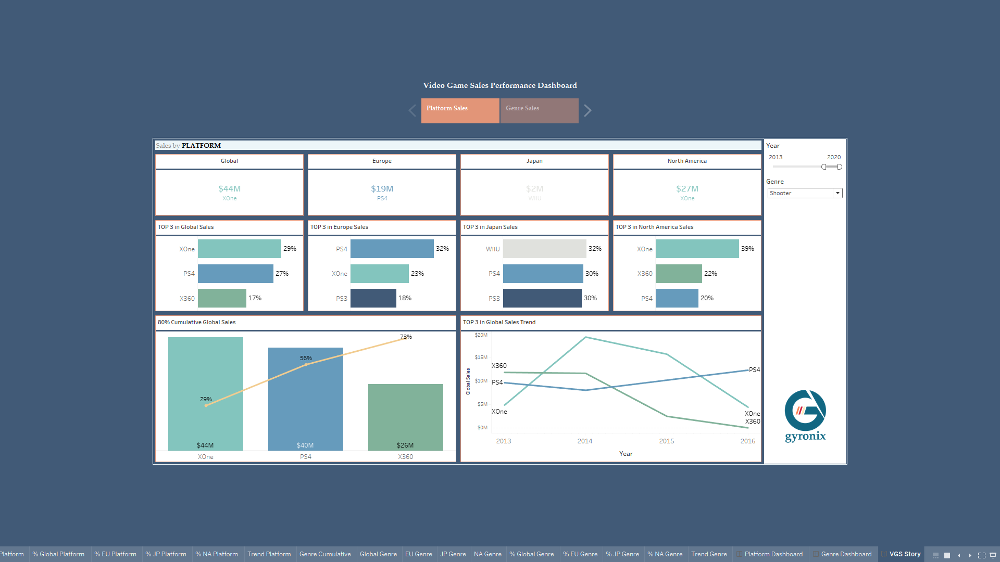 Video Game Sales Performance Dashboard
Platform Sales
Genre Sales
Sales by PLATFORM
Year
2013 2020
Genre
Shooter
Global
$44M
XOne
Europe
$19M
PS4
Japan
$2M
WiiU
North America
$27M
XOne
TOP 3 in Global Sales
XOne 29%
PS4 27%
X360 17%
TOP 3 in Europe Sales
PS4 32%
XOne 23%
PS3 18%
TOP 3 in Japan Sales
WiiU 32%
PS4 30%
PS3 30%
TOP 3 in North America Sales
XOne 39%
X360 22%
PS4 20%
80% Cumulative Global Sales
73%
56%
29%
$44M $40M $26M
XOne PS4 X360
TOP 3 in Global Sales Trend
Global Sales
$20M
$15M
$10M
$5M
$0M
X360
PS4
XOne
PS4
XOne
X360
2013 2014 2015 2016
Year
gyronix
Platform % Global Platform % EU Platform % JP Platform % NA Platform Trend Platform Genre Cumulative Global Genre EU Genre JP Genre NA Genre % Global Genre % EU Genre % JP Genre % NA Genre Trend Genre Platform Dashboard Genre Dashboard VGS Story